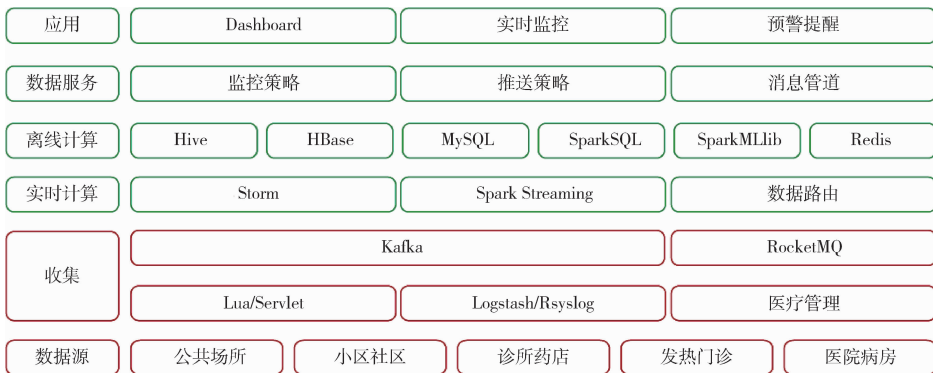 应用 Dashboard 实时监控 预警提醒
数据服务 监控策略 推送策略 消息管道
离线计算 Hive HBase MySQL SparkSQL SparkMLlib Redis
实时计算 Storm Spark Streaming 数据路由
收集 Kafka RocketMQ
Lua/Servlet Logstash/Rsyslog 医疗管理
数据源 公共场所 小区社区 诊所药店 发热门诊 医院病房